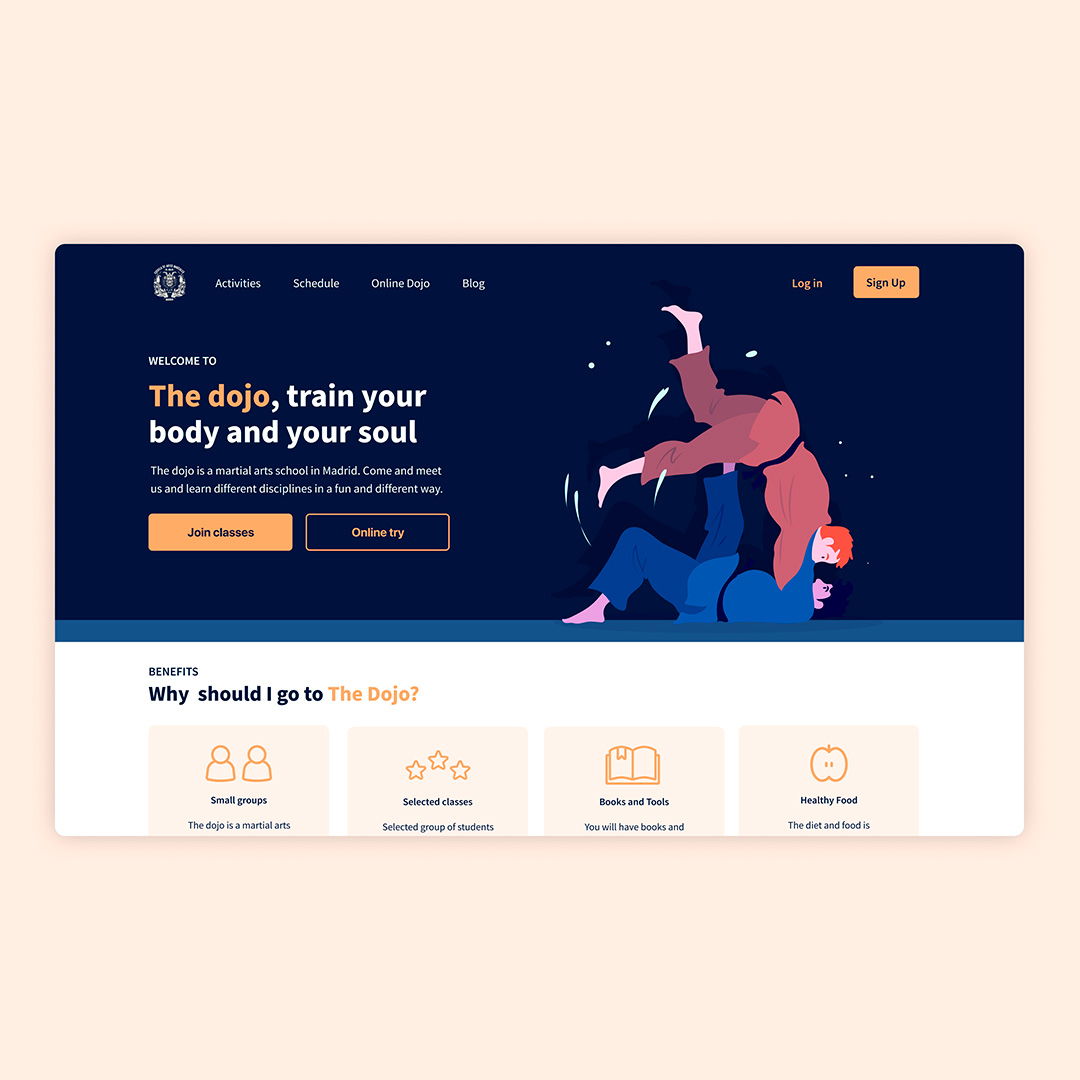 Activities Schedule Online Dojo Blog Log in Sign Up
WELCOME TO
The dojo, train your
body and your soul
The dojo is a martial arts school in Madrid. Come and meet
us and learn different disciplines in a fun and different way.
Join classes Online try
BENEFITS
Why should I go to The Dojo?
Small groups Selected classes Books and Tools Healthy Food
The dojo is a martial arts Selected group of students You will have books and The diet and food is